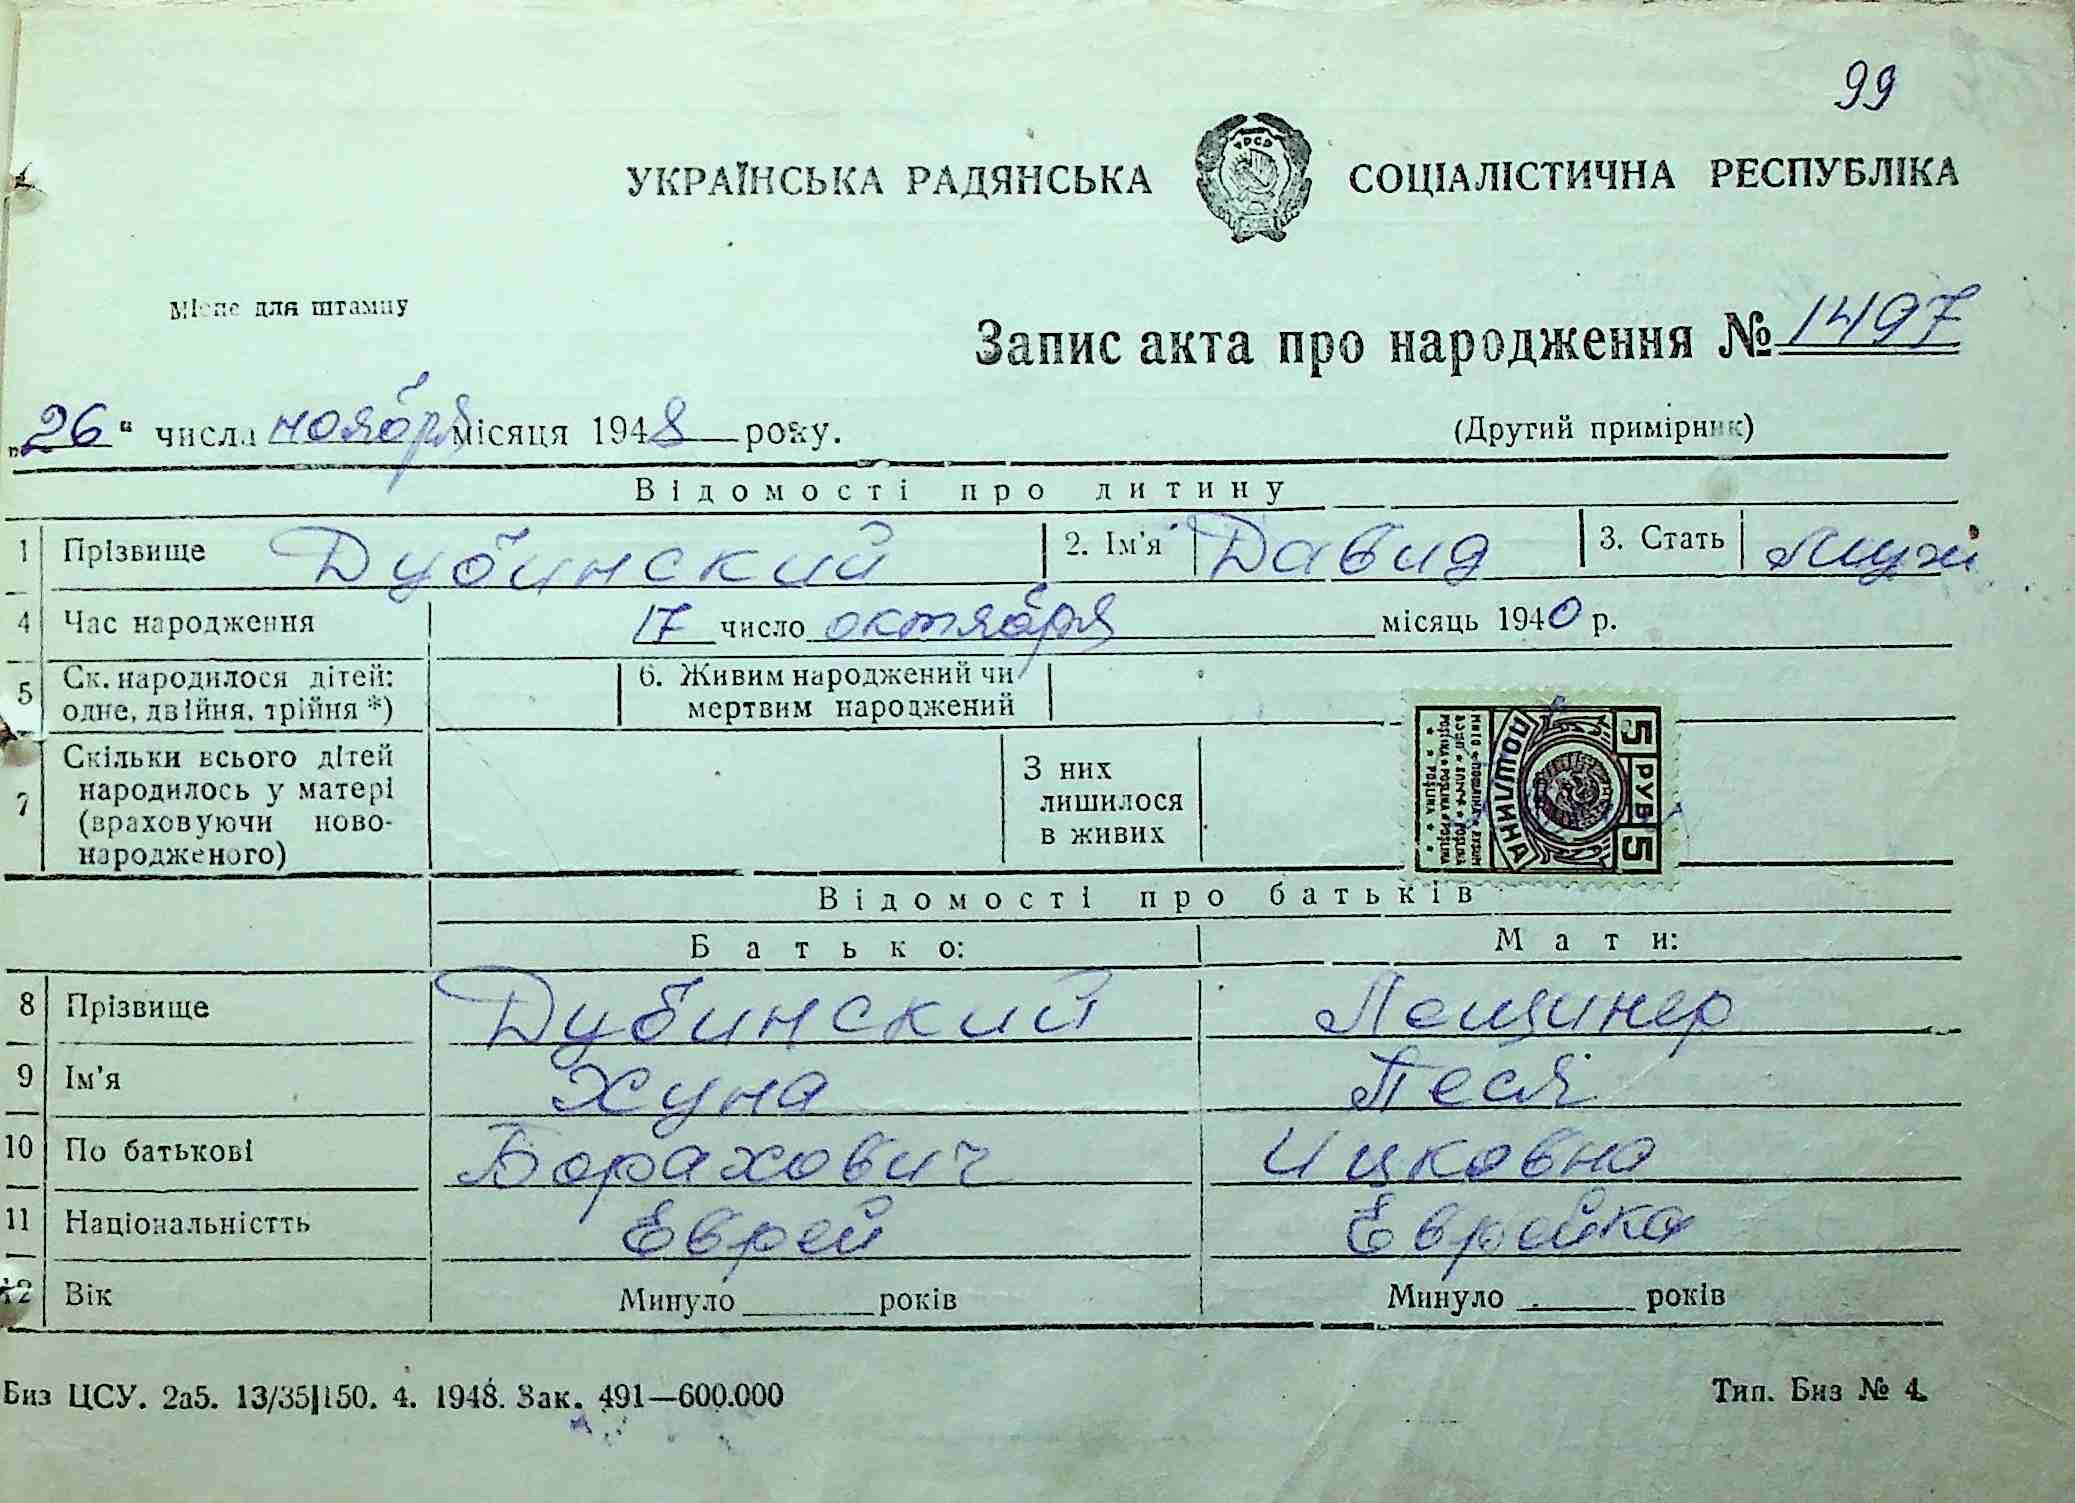 99
УКРАЇНСЬКА РАДЯНСЬКА СОЦІАЛІСТИЧНА РЕСПУБЛІКА
УРСР
Місце для штампу
Запис акта про народження № 1497
„26“ числа ноября місяця 1948 року.
(Другий примірник)
Відомості про дитину
1 Прізвище Дубинский 2. Ім'я Давид 3. Стать муж
4 Час народження 17 число октября місяць 1940 р.
5 Ск. народилося дітей: одне, двійня, трійня *) 6. Живим народжений чи мертвим народжений
7 Скільки всього дітей народилось у матері (враховуючи ново-народженого) З них лишилося в живих
5 РУБ 5
ПОШЛИНА
Відомості про батьків
Батько: Мати:
8 Прізвище Дубинский Лещинер
9 Ім'я Хуна Песя
10 По батькові Борахович Ицковна
11 Національністть Еврей Еврейка
12 Вік Минуло років Минуло років
Биз ЦСУ. 2а5. 13/35|150. 4. 1948. Зак. 491—600.000 Тип. Биз № 4.